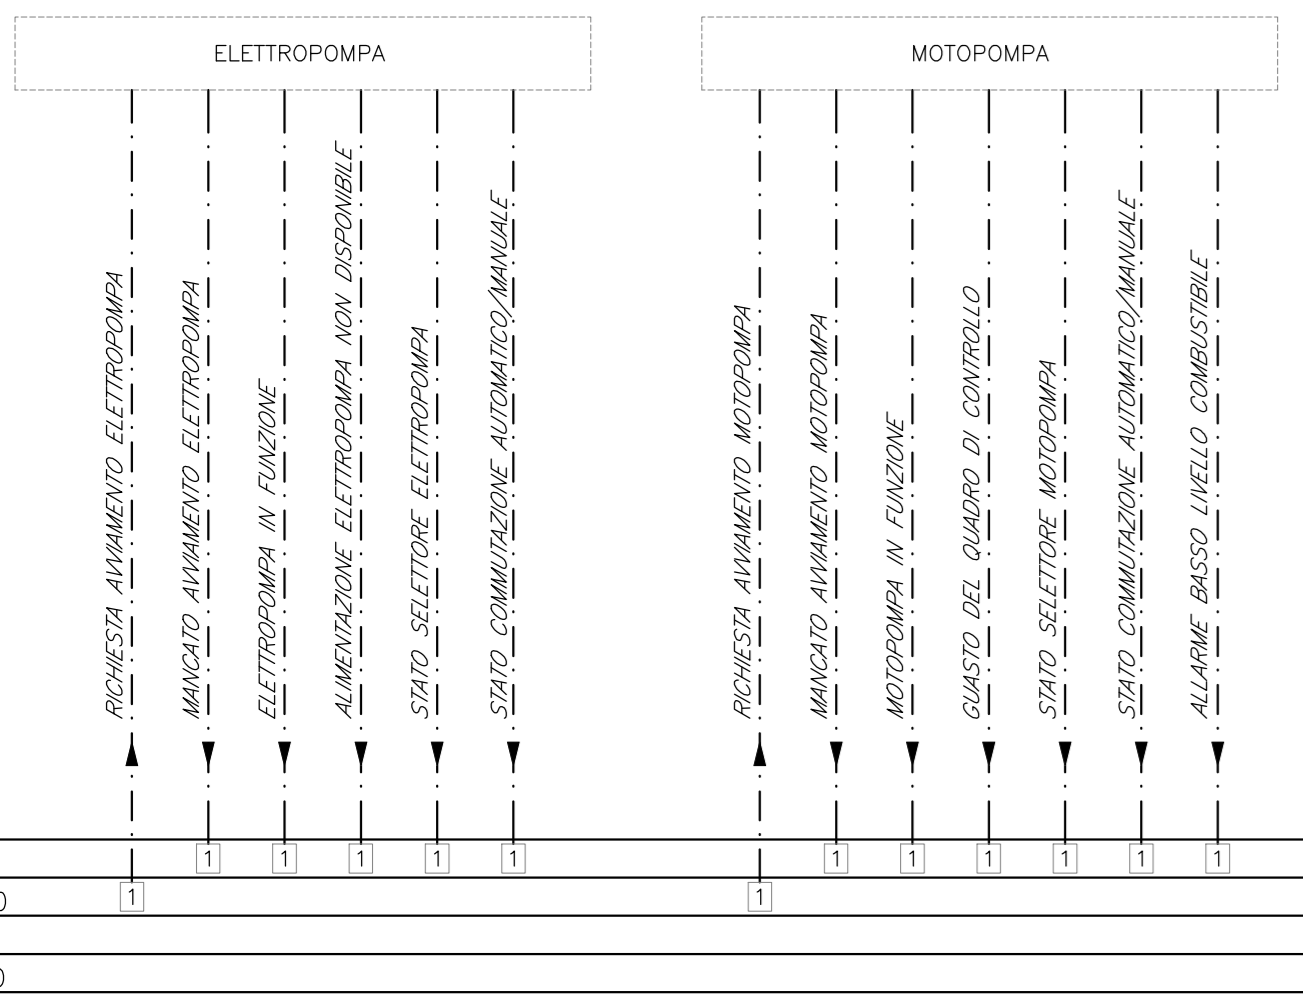 ELETTROPOMPA
MOTOPOMPA
RICHIESTA AVVIAMENTO ELETTROPOMPA
MANCATO AVVIAMENTO ELETTROPOMPA
ELETTROPOMPA IN FUNZIONE
ALIMENTAZIONE ELETTROPOMPA NON DISPONIBILE
STATO SELETTORE ELETTROPOMPA
STATO COMMUTAZIONE AUTOMATICO/MANUALE
RICHIESTA AVVIAMENTO MOTOPOMPA
MANCATO AVVIAMENTO MOTOPOMPA
MOTOPOMPA IN FUNZIONE
GUASTO DEL QUADRO DI CONTROLLO
STATO SELETTORE MOTOPOMPA
STATO COMMUTAZIONE AUTOMATICO/MANUALE
ALLARME BASSO LIVELLO COMBUSTIBILE
1 1 1 1 1 1 1 1 1 1 1
1 1